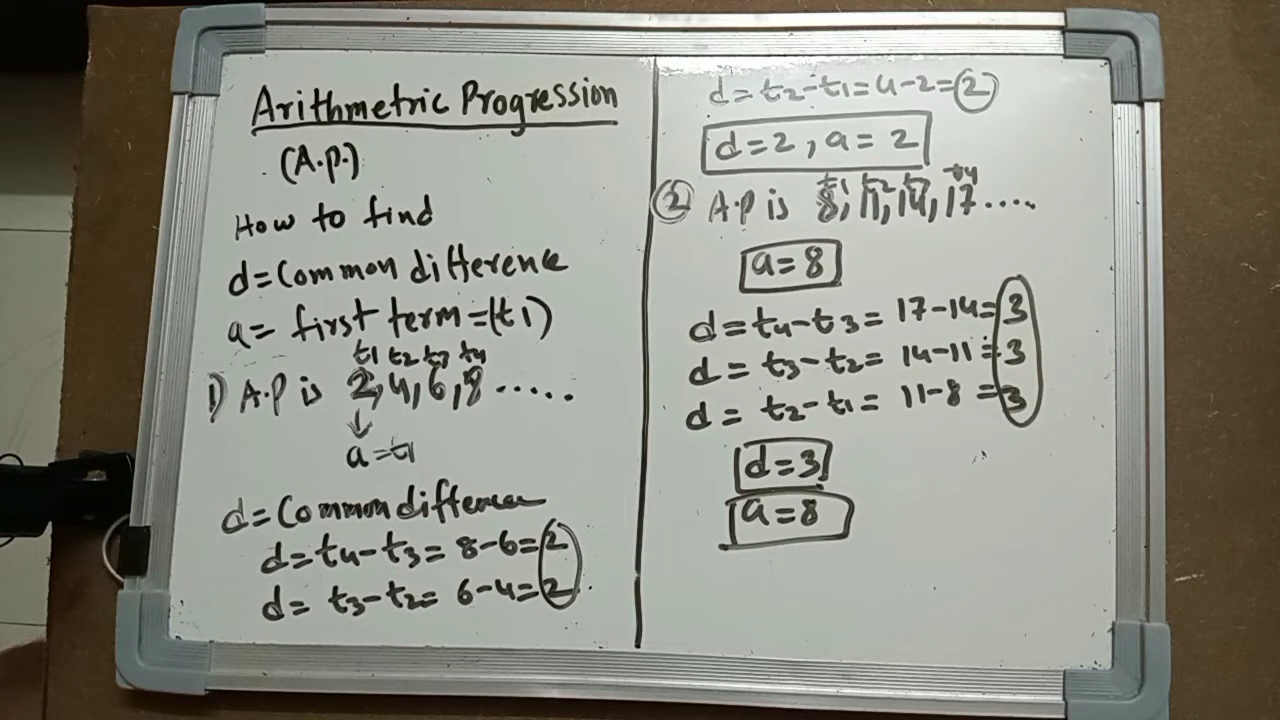 Arithmetric Progression
(A.P.)
How to find
d=Common difference
a= first term=(t1)
t1 t2 t3 t4
1) A.P is 2,4,6,8 .....
↓
a=t1
d=Common difference
d=t4-t3= 8-6=2
d= t3-t2= 6-4=2
d=t2-t1=4-2=2
d=2, a=2
t1 t2 t3 t4
2 A.P is 8,11,14,17 ....
a=8
d=t4-t3= 17-14=3
d= t3-t2= 14-11=3
d= t2-t1= 11-8=3
d=3
a=8